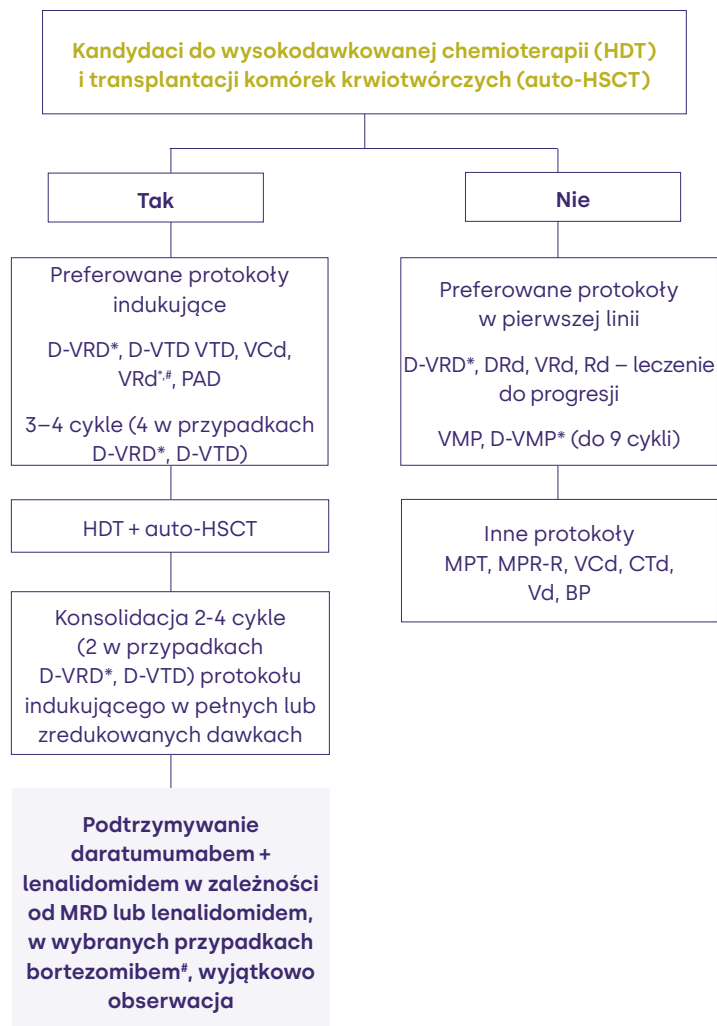 Kandydaci do wysokodawkowanej chemioterapii (HDT)
i transplantacji komórek krwiotwórczych (auto-HSCT)
Tak
Preferowane protokoły
indukujące
D-VRD*, D-VTD VTD, VCd,
VRd*,#, PAD
3–4 cykle (4 w przypadkach
D-VRD*, D-VTD)
HDT + auto-HSCT
Konsolidacja 2-4 cykle
(2 w przypadkach
D-VRD*, D-VTD) protokołu
indukującego w pełnych lub
zredukowanych dawkach
Podtrzymywanie
daratumumabem +
lenalidomidem w zależności
od MRD lub lenalidomidem,
w wybranych przypadkach
bortezomibem#, wyjątkowo
obserwacja
Nie
Preferowane protokoły
w pierwszej linii
D-VRD*, DRd, VRd, Rd – leczenie
do progresji
VMP, D-VMP* (do 9 cykli)
Inne protokoły
MPT, MPR-R, VCd, CTd,
Vd, BP